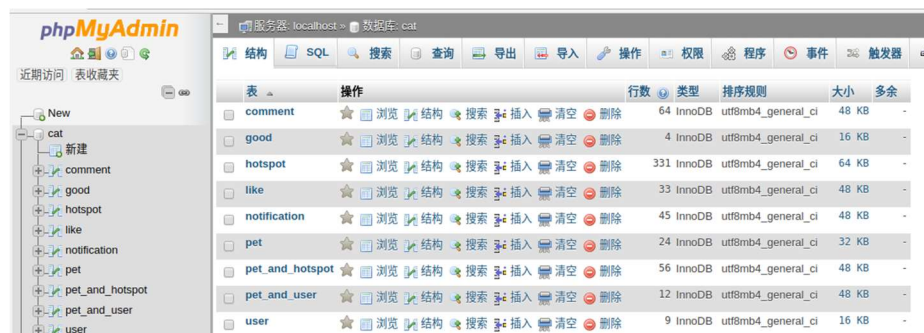 phpMyAdmin
近期访问 表收藏夹
New
cat
新建
comment
good
hotspot
like
notification
pet
pet_and_hotspot
pet_and_user
user
服务器: localhost » 数据库: cat
结构 SQL 搜索 查询 导出 导入 操作 权限 程序 事件 触发器
表 操作 行数 类型 排序规则 大小 多余
comment 浏览 结构 搜索 插入 清空 删除 64 InnoDB utf8mb4_general_ci 48 KB -
good 浏览 结构 搜索 插入 清空 删除 4 InnoDB utf8mb4_general_ci 16 KB -
hotspot 浏览 结构 搜索 插入 清空 删除 331 InnoDB utf8mb4_general_ci 64 KB -
like 浏览 结构 搜索 插入 清空 删除 33 InnoDB utf8mb4_general_ci 48 KB -
notification 浏览 结构 搜索 插入 清空 删除 45 InnoDB utf8mb4_general_ci 48 KB -
pet 浏览 结构 搜索 插入 清空 删除 24 InnoDB utf8mb4_general_ci 32 KB -
pet_and_hotspot 浏览 结构 搜索 插入 清空 删除 56 InnoDB utf8mb4_general_ci 48 KB -
pet_and_user 浏览 结构 搜索 插入 清空 删除 12 InnoDB utf8mb4_general_ci 48 KB -
user 浏览 结构 搜索 插入 清空 删除 9 InnoDB utf8mb4_general_ci 16 KB -